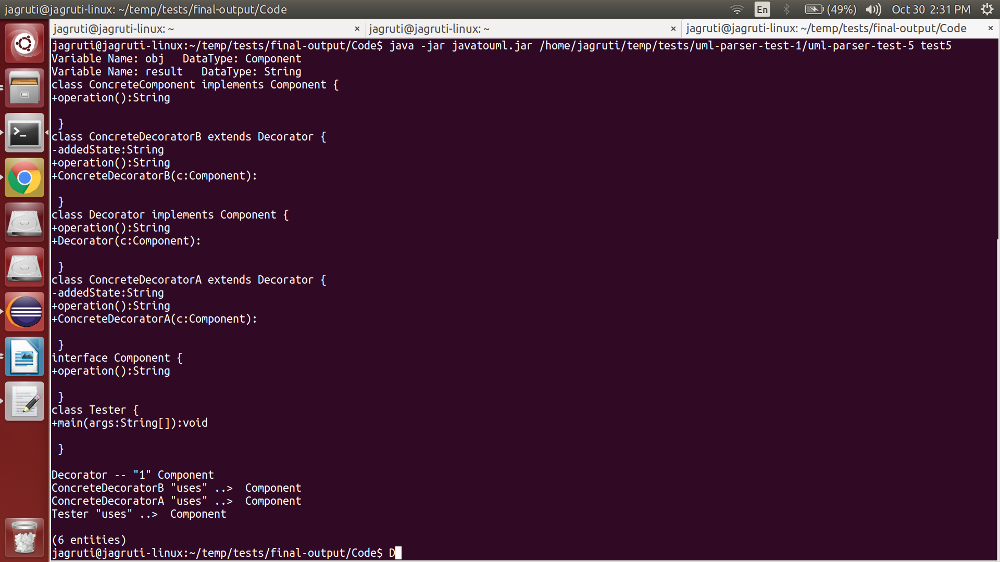 jagruti@jagruti-linux: ~/temp/tests/final-output/Code
En
(49%)
Oct 30 2:31 PM
jagruti@jagruti-linux: ~ ×
jagruti@jagruti-linux: ~ ×
jagruti@jagruti-linux: ~/temp/tests/final-output/Code ×
jagruti@jagruti-linux:~/temp/tests/final-output/Code$ java -jar javatouml.jar /home/jagruti/temp/tests/uml-parser-test-1/uml-parser-test-5 test5
Variable Name: obj   DataType: Component
Variable Name: result   DataType: String
class ConcreteComponent implements Component {
+operation():String
}
class ConcreteDecoratorB extends Decorator {
-addedState:String
+operation():String
+ConcreteDecoratorB(c:Component):
}
class Decorator implements Component {
+operation():String
+Decorator(c:Component):
}
class ConcreteDecoratorA extends Decorator {
-addedState:String
+operation():String
+ConcreteDecoratorA(c:Component):
}
interface Component {
+operation():String
}
class Tester {
+main(args:String[]):void
}
Decorator -- "1" Component
ConcreteDecoratorB "uses" ..>  Component
ConcreteDecoratorA "uses" ..>  Component
Tester "uses" ..>  Component
(6 entities)
jagruti@jagruti-linux:~/temp/tests/final-output/Code$ D